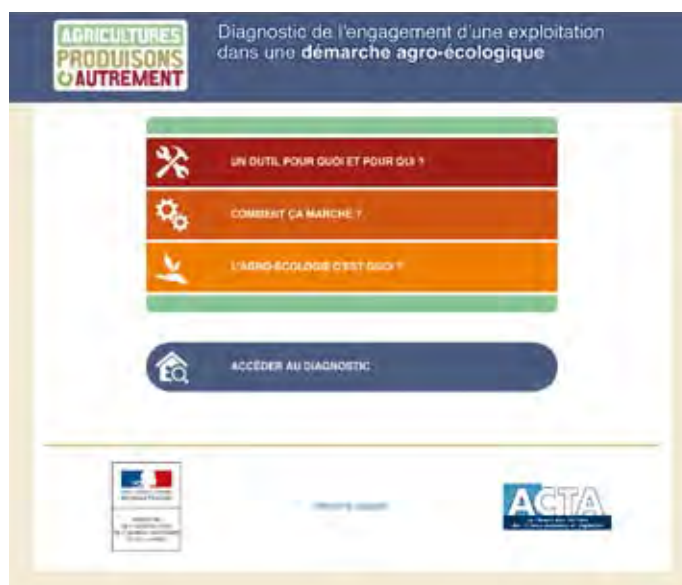 AGRICULTURES
PRODUISONS
AUTREMENT
Diagnostic de l'engagement d'une exploitation
dans une démarche agro-écologique
UN OUTIL POUR QUOI ET POUR QUI ?
COMMENT ÇA MARCHE ?
L'AGRO-ÉCOLOGIE C'EST QUOI ?
ACCÉDER AU DIAGNOSTIC
ACTA